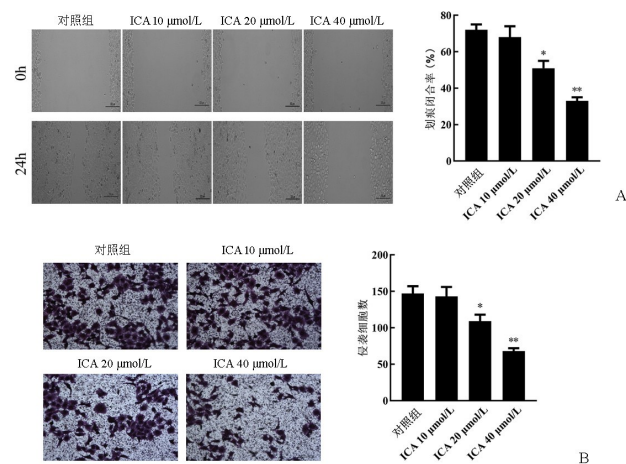 对照组 ICA 10 μmol/L ICA 20 μmol/L ICA 40 μmol/L
0h
24h
划痕闭合率 (%)
80
60
40
20
0
*
**
对照组
ICA 10 μmol/L
ICA 20 μmol/L
ICA 40 μmol/L
A
对照组 ICA 10 μmol/L
ICA 20 μmol/L ICA 40 μmol/L
侵袭细胞数
200
150
100
50
0
*
**
对照组
ICA 10 μmol/L
ICA 20 μmol/L
ICA 40 μmol/L
B